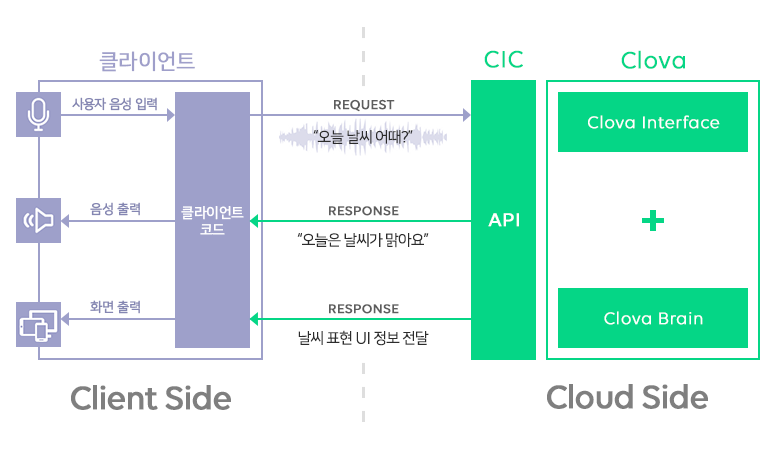 클라이언트
CIC
Clova
사용자 음성 입력
REQUEST
"오늘 날씨 어때?"
Clova Interface
음성 출력
클라이언트
코드
RESPONSE
"오늘은 날씨가 맑아요"
API
+
화면 출력
RESPONSE
날씨 표현 UI 정보 전달
Clova Brain
Client Side
Cloud Side